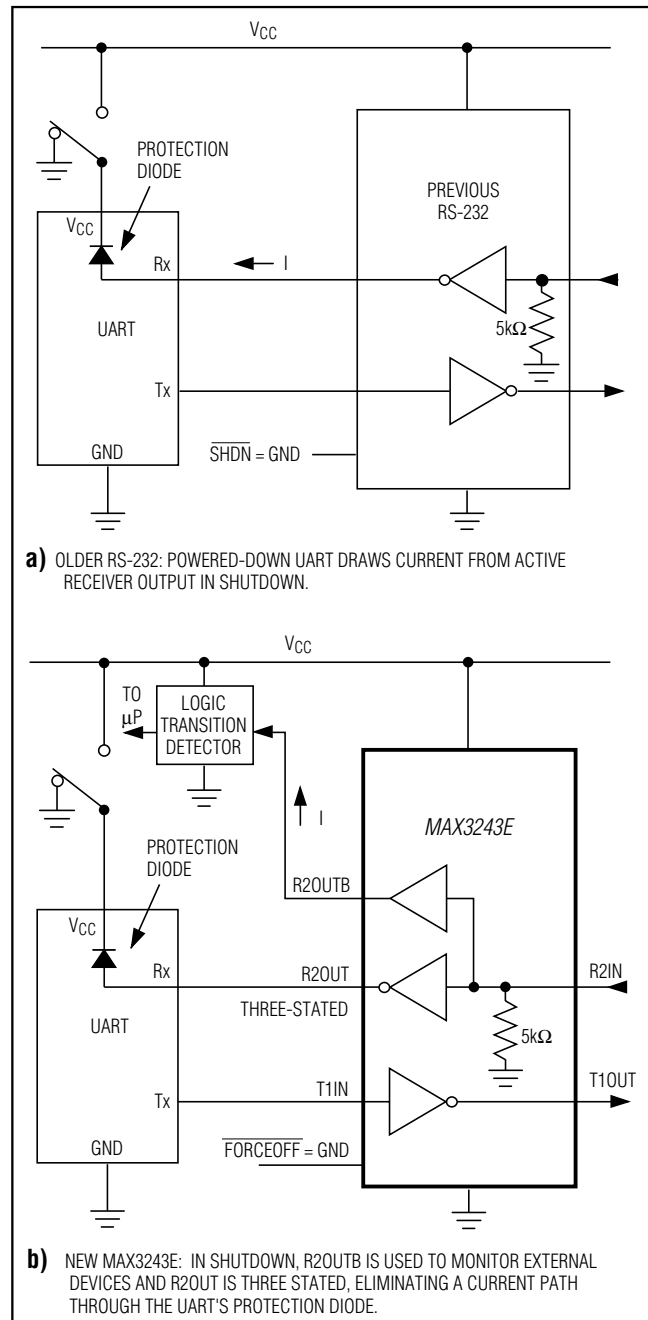 VCC
PROTECTION
DIODE
PREVIOUS
RS-232
VCC
Rx
I
UART
5kΩ
Tx
GND
SHDN = GND
a) OLDER RS-232: POWERED-DOWN UART DRAWS CURRENT FROM ACTIVE
RECEIVER OUTPUT IN SHUTDOWN.
VCC
TO
µP
LOGIC
TRANSITION
DETECTOR
I
MAX3243E
PROTECTION
DIODE
R2OUTB
VCC
Rx
R2OUT
R2IN
THREE-STATED
UART
5kΩ
Tx
T1IN
T1OUT
GND
FORCEOFF = GND
b) NEW MAX3243E: IN SHUTDOWN, R2OUTB IS USED TO MONITOR EXTERNAL
DEVICES AND R2OUT IS THREE STATED, ELIMINATING A CURRENT PATH
THROUGH THE UART'S PROTECTION DIODE.